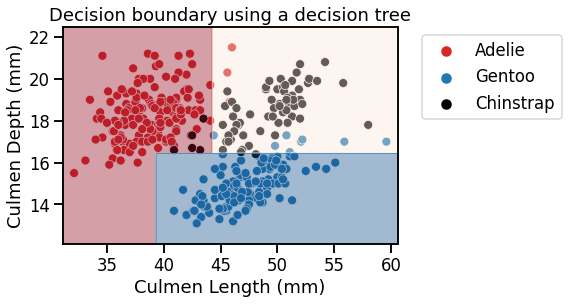 Decision boundary using a decision tree
Culmen Depth (mm)
22
20
18
16
14
35
40
45
50
55
60
Culmen Length (mm)
Adelie
Gentoo
Chinstrap